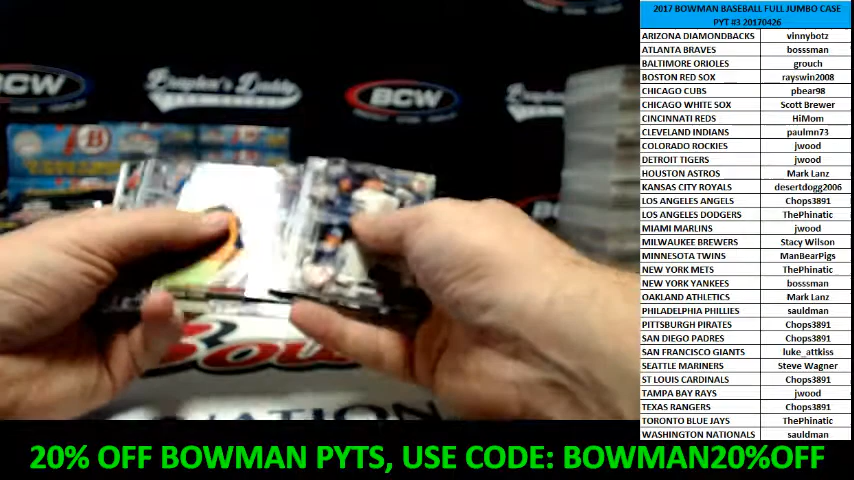 2017 BOWMAN BASEBALL FULL JUMBO CASE
PYT #3 20170426
ARIZONA DIAMONDBACKS vinnybotz
ATLANTA BRAVES bosssman
BALTIMORE ORIOLES grouch
BOSTON RED SOX rayswin2008
CHICAGO CUBS pbear98
CHICAGO WHITE SOX Scott Brewer
CINCINNATI REDS HiMom
CLEVELAND INDIANS paulmn73
COLORADO ROCKIES jwood
DETROIT TIGERS jwood
HOUSTON ASTROS Mark Lanz
KANSAS CITY ROYALS desertdogg2006
LOS ANGELES ANGELS Chops3891
LOS ANGELES DODGERS ThePhinatic
MIAMI MARLINS jwood
MILWAUKEE BREWERS Stacy Wilson
MINNESOTA TWINS ManBearPigs
NEW YORK METS ThePhinatic
NEW YORK YANKEES bosssman
OAKLAND ATHLETICS Mark Lanz
PHILADELPHIA PHILLIES sauldman
PITTSBURGH PIRATES Chops3891
SAN DIEGO PADRES Chops3891
SAN FRANCISCO GIANTS luke_attkiss
SEATTLE MARINERS Steve Wagner
ST LOUIS CARDINALS Chops3891
TAMPA BAY RAYS jwood
TEXAS RANGERS Chops3891
TORONTO BLUE JAYS ThePhinatic
WASHINGTON NATIONALS sauldman
BCW
Brayden's Daddy
BCW
20% OFF BOWMAN PYTS, USE CODE: BOWMAN20%OFF